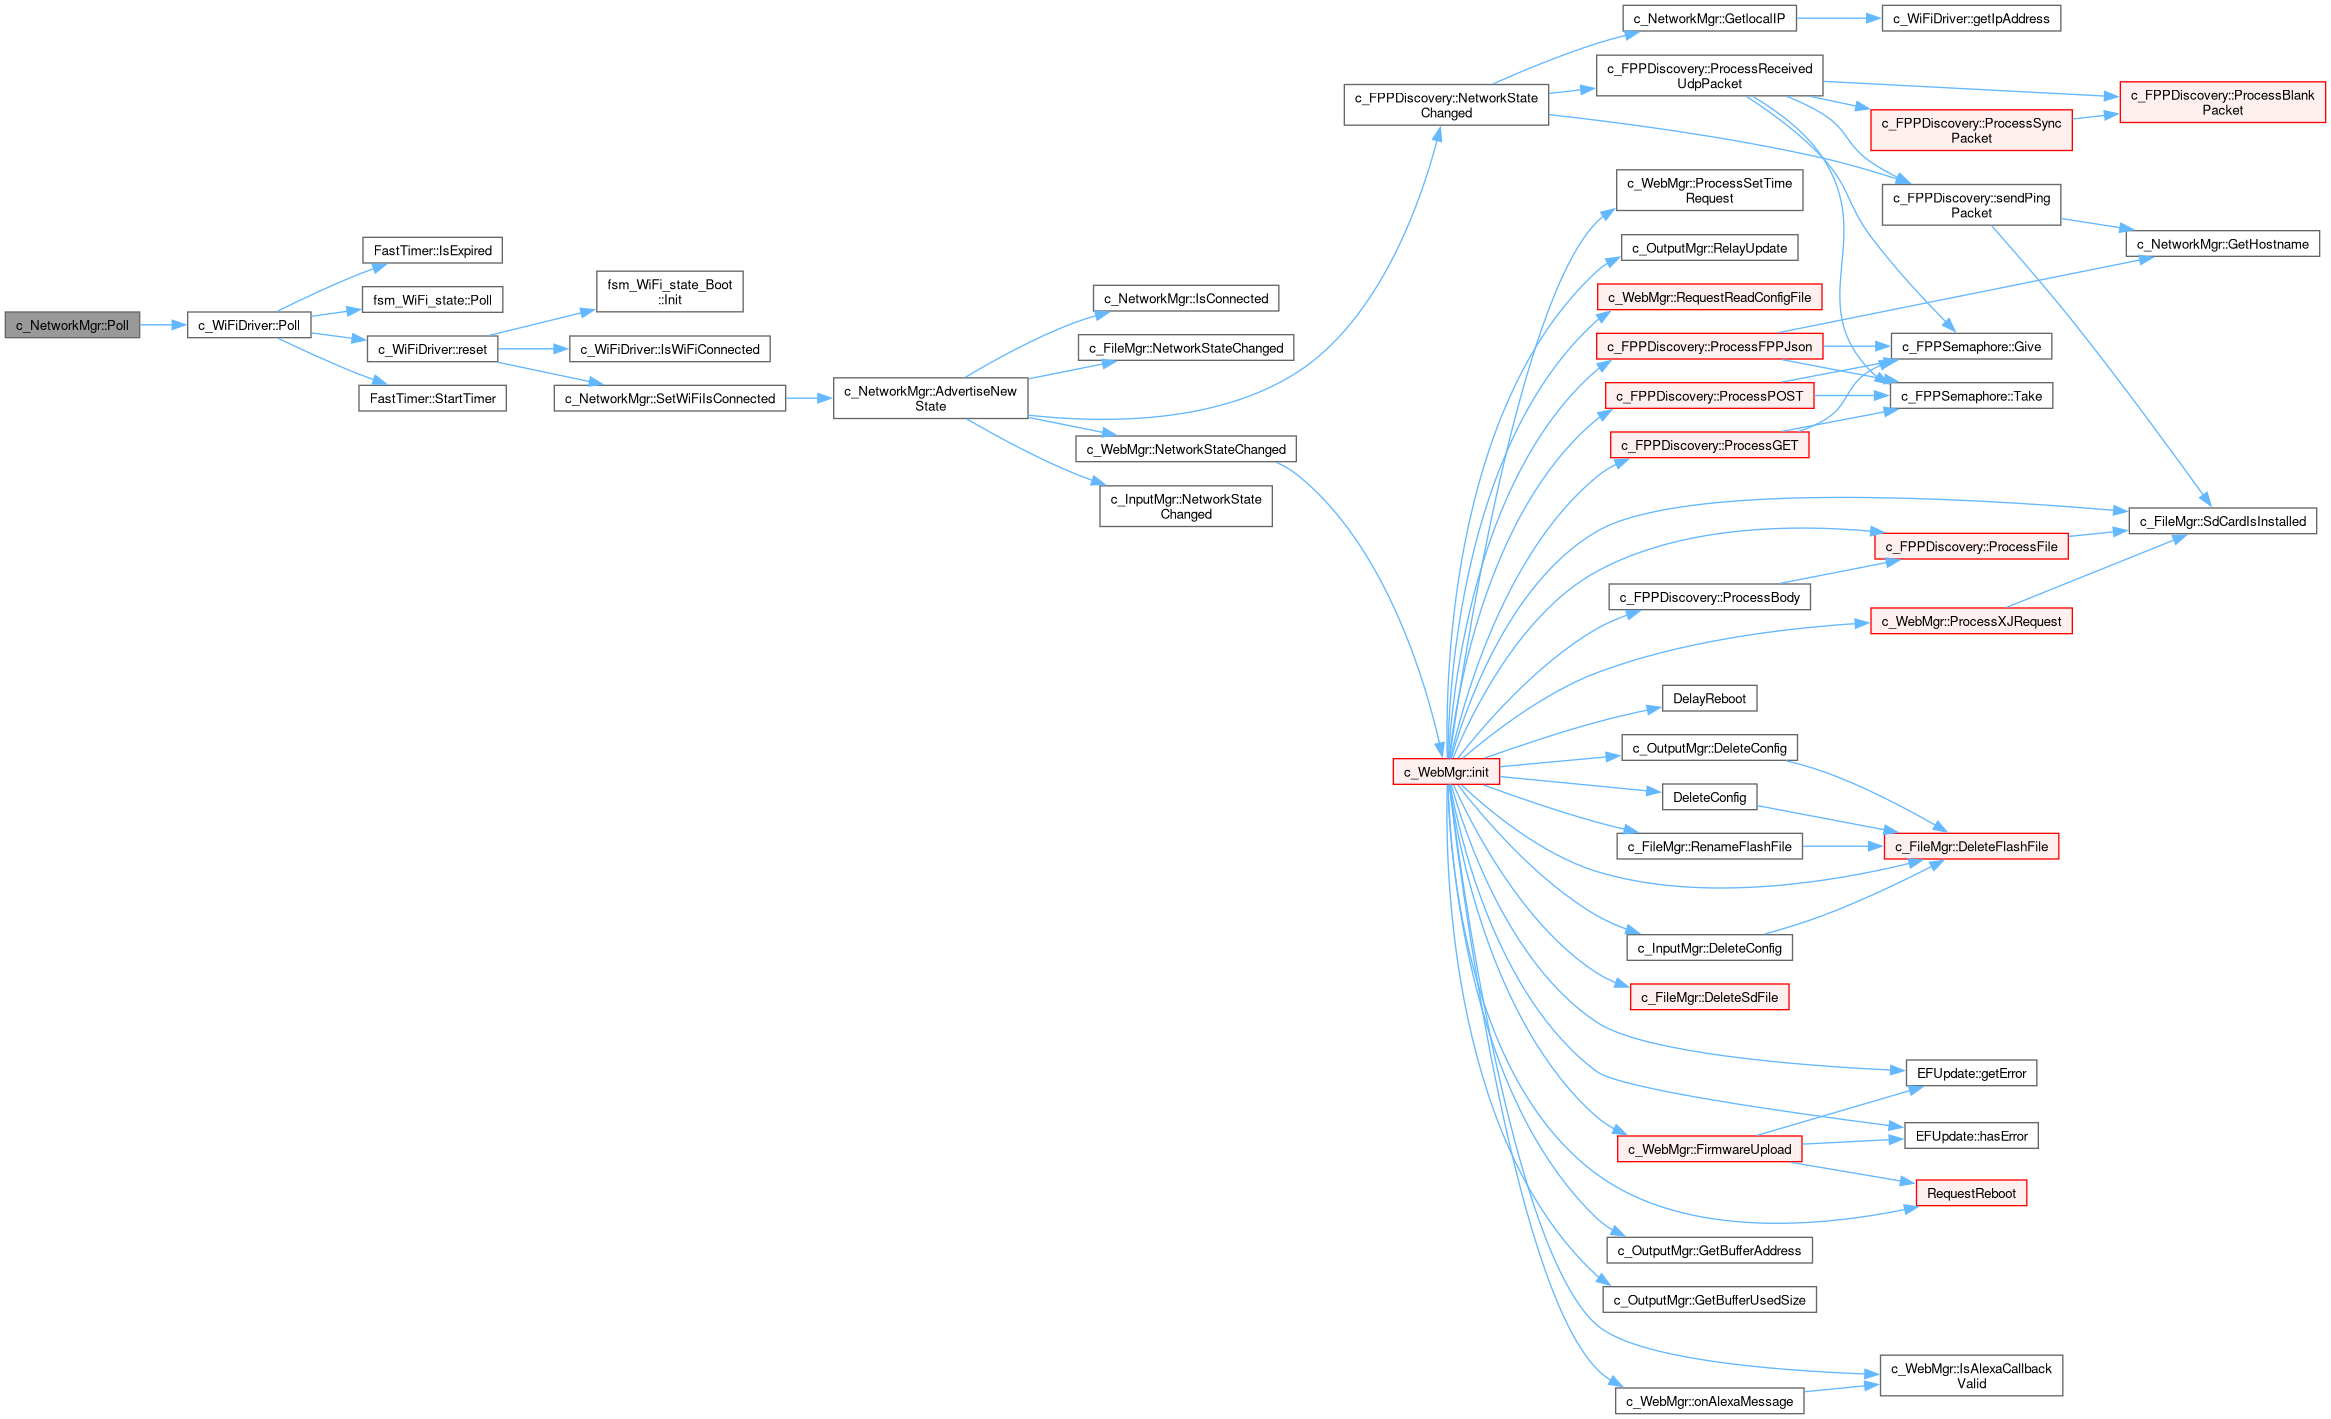 c_NetworkMgr::Poll
c_WiFiDriver::Poll
FastTimer::IsExpired
fsm_WiFi_state::Poll
c_WiFiDriver::reset
FastTimer::StartTimer
fsm_WiFi_state_Boot
::Init
c_WiFiDriver::IsWiFiConnected
c_NetworkMgr::SetWiFiIsConnected
c_NetworkMgr::AdvertiseNew
State
c_NetworkMgr::IsConnected
c_FileMgr::NetworkStateChanged
c_WebMgr::NetworkStateChanged
c_InputMgr::NetworkState
Changed
c_FPPDiscovery::NetworkState
Changed
c_WebMgr::init
c_NetworkMgr::GetlocalIP
c_FPPDiscovery::ProcessReceived
UdpPacket
c_WebMgr::ProcessSetTime
Request
c_OutputMgr::RelayUpdate
c_WebMgr::RequestReadConfigFile
c_FPPDiscovery::ProcessFPPJson
c_FPPDiscovery::ProcessPOST
c_FPPDiscovery::ProcessGET
c_FPPDiscovery::ProcessBody
DelayReboot
c_OutputMgr::DeleteConfig
DeleteConfig
c_FileMgr::RenameFlashFile
c_InputMgr::DeleteConfig
c_FileMgr::DeleteSdFile
c_WebMgr::FirmwareUpload
c_OutputMgr::GetBufferAddress
c_OutputMgr::GetBufferUsedSize
c_WebMgr::onAlexaMessage
c_WiFiDriver::getIpAddress
c_FPPDiscovery::ProcessSync
Packet
c_FPPDiscovery::sendPing
Packet
c_FPPSemaphore::Give
c_FPPSemaphore::Take
c_FPPDiscovery::ProcessFile
c_WebMgr::ProcessXJRequest
c_FileMgr::DeleteFlashFile
EFUpdate::getError
EFUpdate::hasError
RequestReboot
c_WebMgr::IsAlexaCallback
Valid
c_FPPDiscovery::ProcessBlank
Packet
c_NetworkMgr::GetHostname
c_FileMgr::SdCardIsInstalled